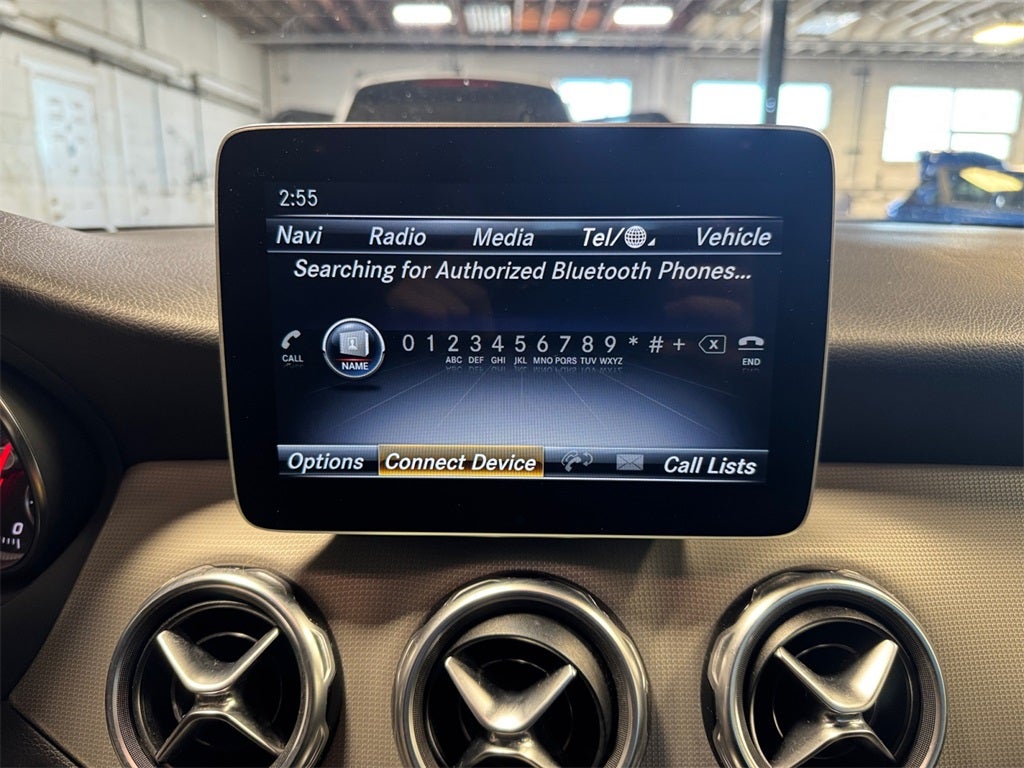 2:55
Navi Radio Media Tel/ Vehicle
Searching for Authorized Bluetooth Phones...
CALL NAME 0 1 2 3 4 5 6 7 8 9 * # + X END
ABC DEF GHI JKL MNO PQRS TUV WXYZ
Options Connect Device Call Lists
0